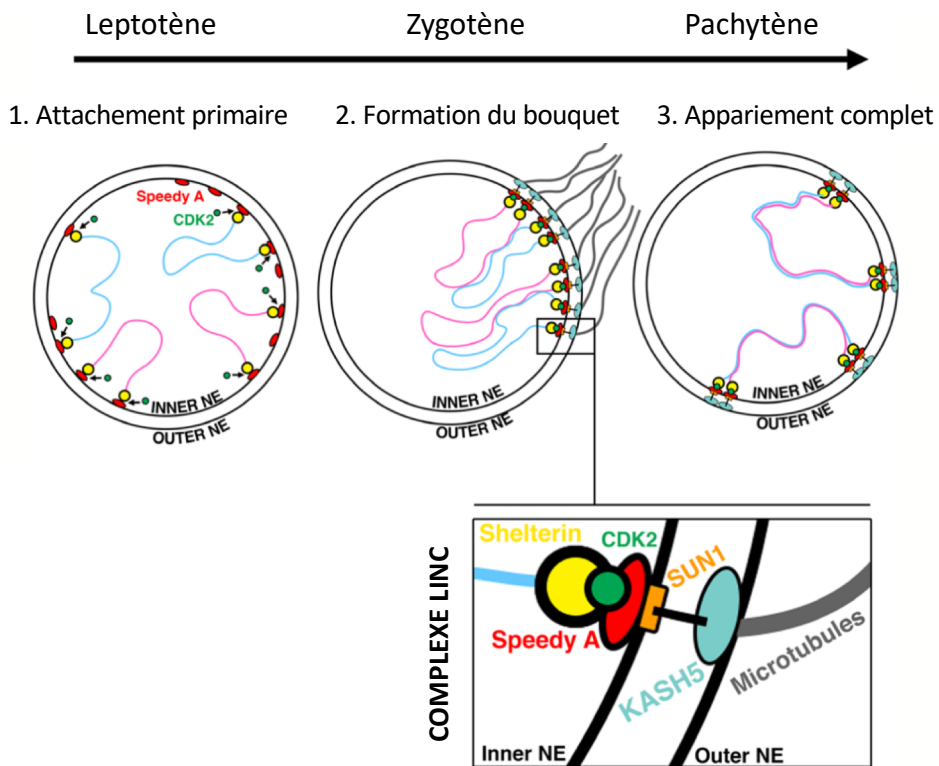 Leptotène
Zygotène
Pachytène
1. Attachement primaire
2. Formation du bouquet
3. Appariement complet
Speedy A
CDK2
INNER NE
OUTER NE
INNER NE
OUTER NE
INNER NE
OUTER NE
COMPLEXE LINC
Shelterin
CDK2
SUN1
Speedy A
KASH5
Microtubules
Inner NE
Outer NE